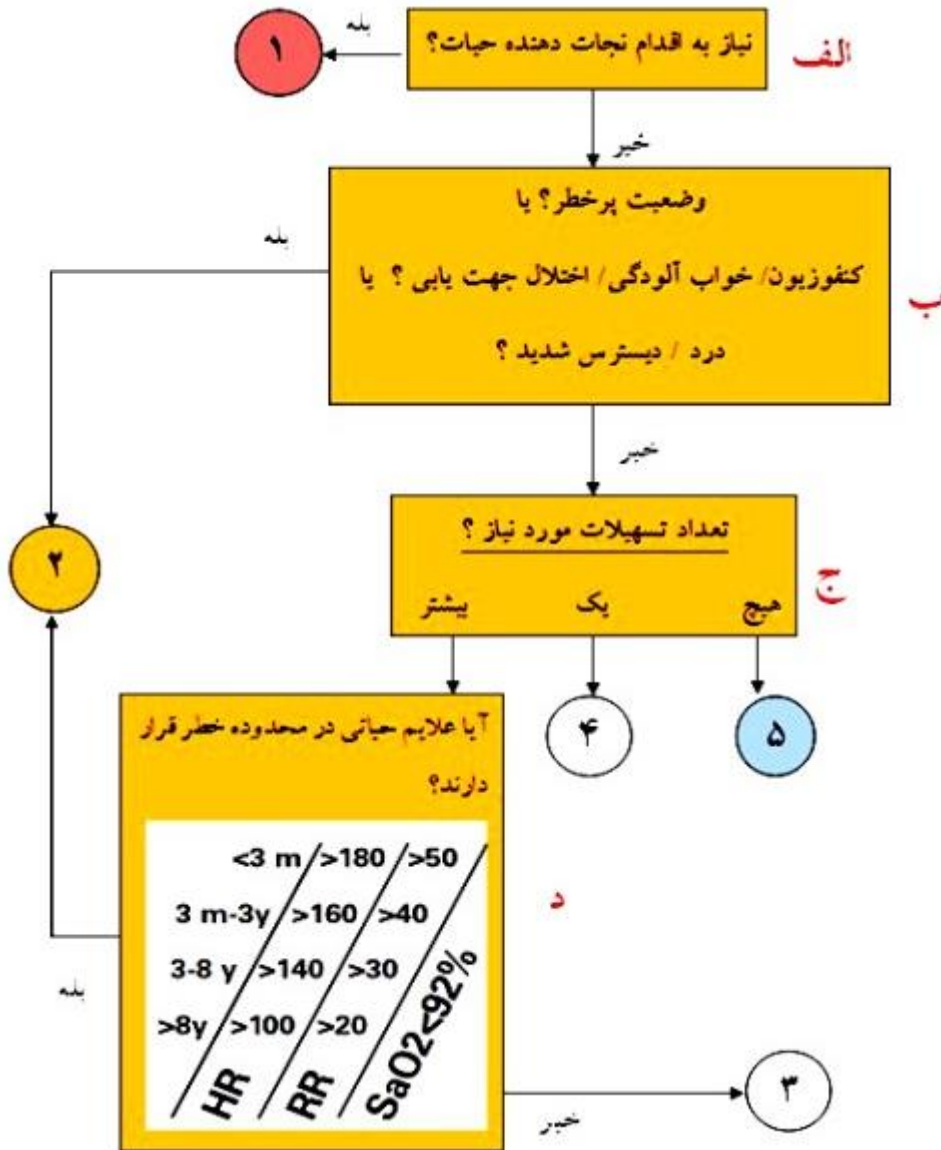 الف
نیاز به اقدام نجات دهنده حیات؟
بله
۱
خیر
ب
وضعیت پرخطر؟ یا
کنفوزیون/ خواب آلودگی/ اختلال جهت یابی ؟ یا
درد / دیسترس شدید ؟
بله
خیر
۲
ج
تعداد تسهیلات مورد نیاز ؟
هیچ یک بیشتر
۵
۴
د
آیا علایم حیاتی در محدوده خطر قرار
دارند؟
<3 m >180 >50
3 m-3y >160 >40
3-8 y >140 >30
>8y >100 >20
HR RR SaO2<92%
بله
خیر
۳